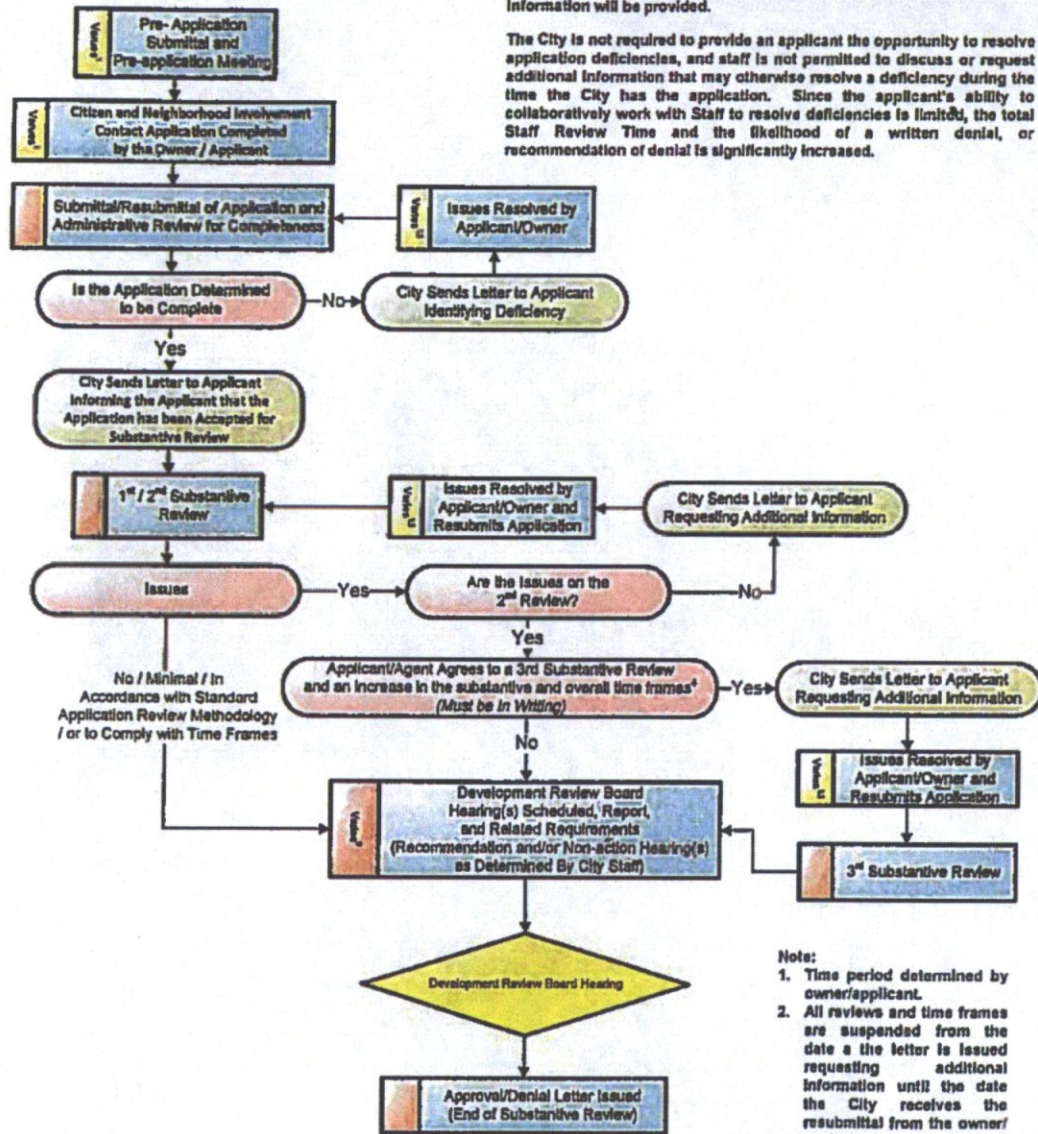 Information will be provided.
The City is not required to provide an applicant the opportunity to resolve
application deficiencies, and staff is not permitted to discuss or request
additional information that may otherwise resolve a deficiency during the
time the City has the application. Since the applicant's ability to
collaboratively work with Staff to resolve deficiencies is limited, the total
Staff Review Time and the likelihood of a written denial, or
recommendation of denial is significantly increased.
Varies¹
Pre- Application
Submittal and
Pre-application Meeting
Varies¹
Citizen and Neighborhood Involvement
Contact Application Completed
by the Owner / Applicant
Submittal/Resubmittal of Application and
Administrative Review for Completeness
Varies¹,²
Issues Resolved by
Applicant/Owner
Is the Application Determined
to be Complete
No
City Sends Letter to Applicant
Identifying Deficiency
Yes
City Sends Letter to Applicant
Informing the Applicant that the
Application has been Accepted for
Substantive Review
1st / 2nd Substantive
Review
Varies¹,²
Issues Resolved by
Applicant/Owner and
Resubmits Application
City Sends Letter to Applicant
Requesting Additional Information
Issues
Yes
Are the Issues on the
2nd Review?
No
Yes
No / Minimal / In
Accordance with Standard
Application Review Methodology
/ or to Comply with Time Frames
Applicant/Agent Agrees to a 3rd Substantive Review
and an increase in the substantive and overall time frames⁴
(Must be in Writing)
Yes
City Sends Letter to Applicant
Requesting Additional Information
No
Varies
Issues Resolved by
Applicant/Owner and
Resubmits Application
Varies
Development Review Board
Hearing(s) Scheduled, Report,
and Related Requirements
(Recommendation and/or Non-action Hearing(s)
as Determined By City Staff)
3rd Substantive Review
Development Review Board Hearing
Approval/Denial Letter Issued
(End of Substantive Review)
Note:
1. Time period determined by
owner/applicant.
2. All reviews and time frames
are suspended from the
date a the letter is issued
requesting additional
information until the date
the City receives the
resubmittal from the owner/